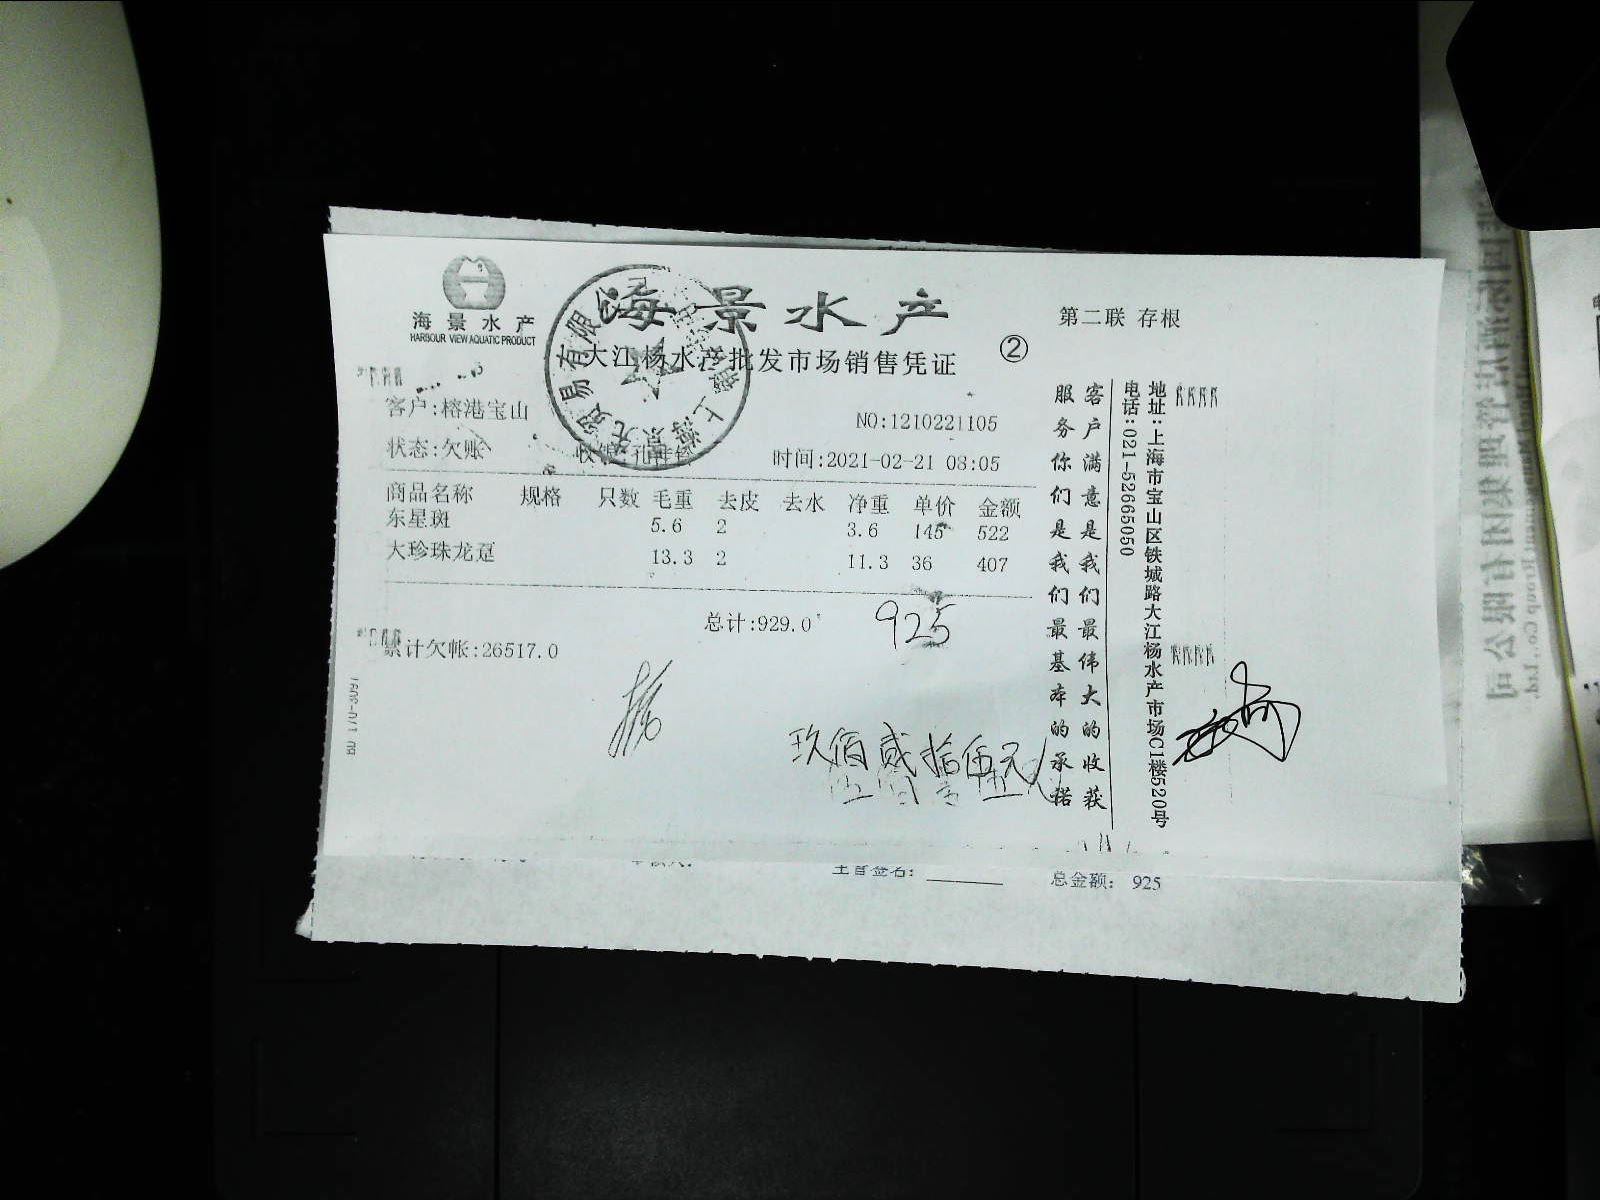 海景水产
HARBOUR VIEW AQUATIC PRODUCT
海景水产
第二联 存根
大江杨水产批发市场销售凭证
②
客户:榕港宝山
NO:1210221105
状态:欠账
时间:2021-02-21 08:05
商品名称 规格 只数 毛重 去皮 去水 净重 单价 金额
东星斑 5.6 2 3.6 145 522
大珍珠龙趸 13.3 2 11.3 36 407
总计:929.0
925
累计欠帐:26517.0
玖佰贰拾伍元
客户满意是我们最伟大的收获
服务你们是我们最基本的承诺
地址:上海市宝山区铁城路大江杨水产市场C1楼520号
电话:021-52665050
主管签名:
总金额: 925